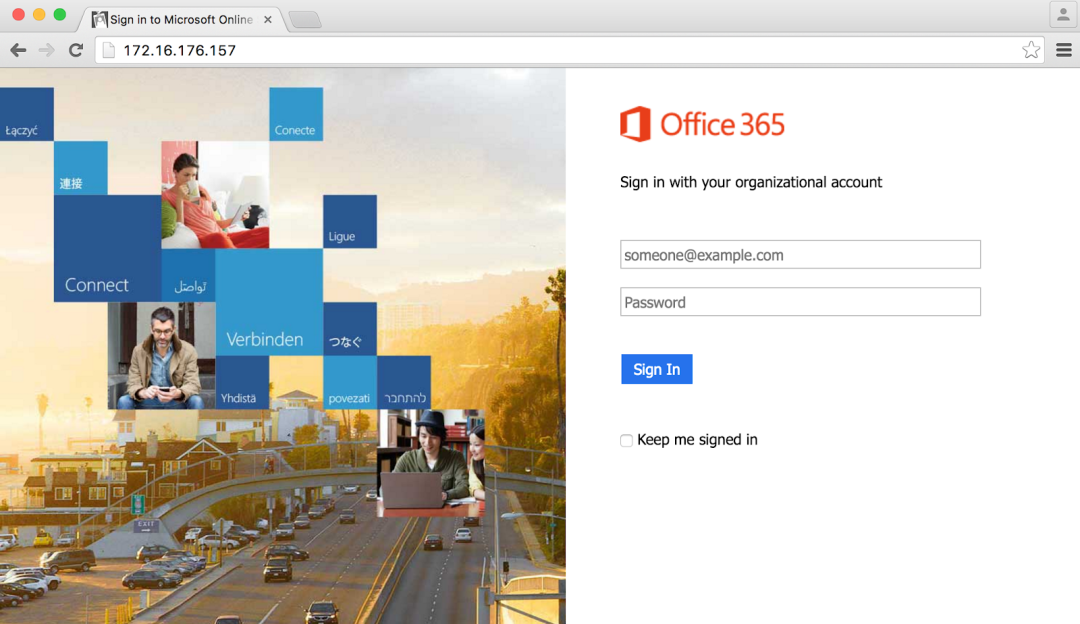 Sign in to Microsoft Online
172.16.176.157
Łączyć
Conecte
連接
Ligue
Connect
تواصَل
Verbinden
つなぐ
Yhdistä
povezati
להתחבר
EXIT
Office 365
Sign in with your organizational account
someone@example.com
Password
Sign In
Keep me signed in